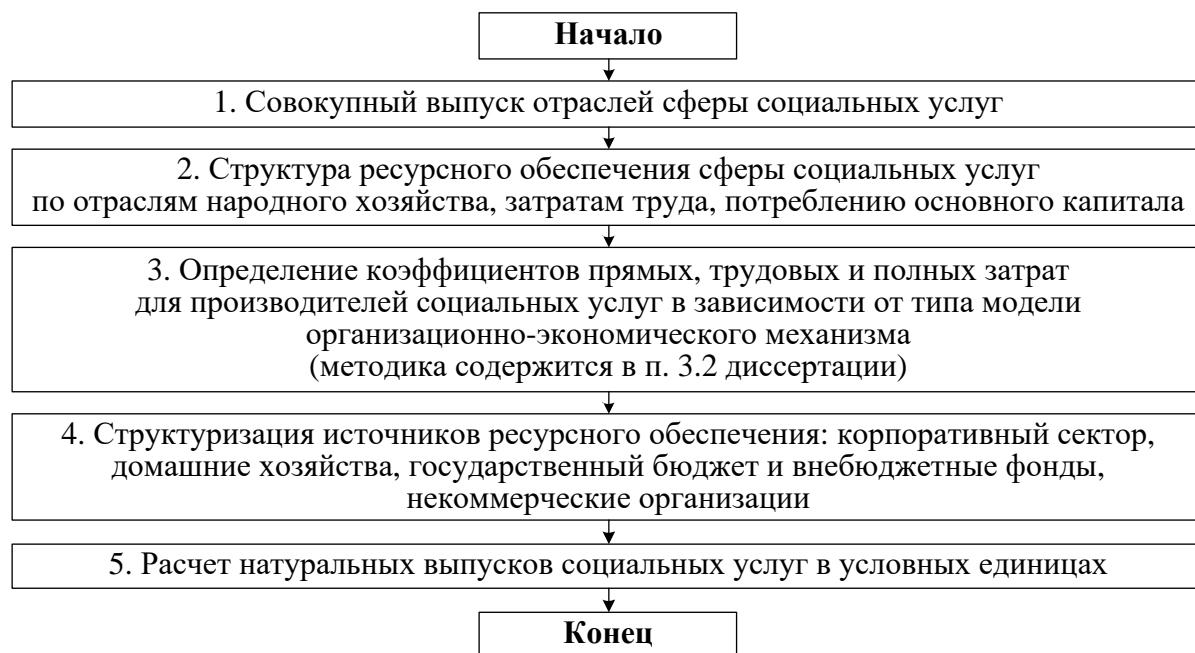 Начало
1. Совокупный выпуск отраслей сферы социальных услуг
2. Структура ресурсного обеспечения сферы социальных услуг
по отраслям народного хозяйства, затратам труда, потреблению основного капитала
3. Определение коэффициентов прямых, трудовых и полных затрат
для производителей социальных услуг в зависимости от типа модели
организационно-экономического механизма
(методика содержится в п. 3.2 диссертации)
4. Структуризация источников ресурсного обеспечения: корпоративный сектор,
домашние хозяйства, государственный бюджет и внебюджетные фонды,
некоммерческие организации
5. Расчет натуральных выпусков социальных услуг в условных единицах
Конец